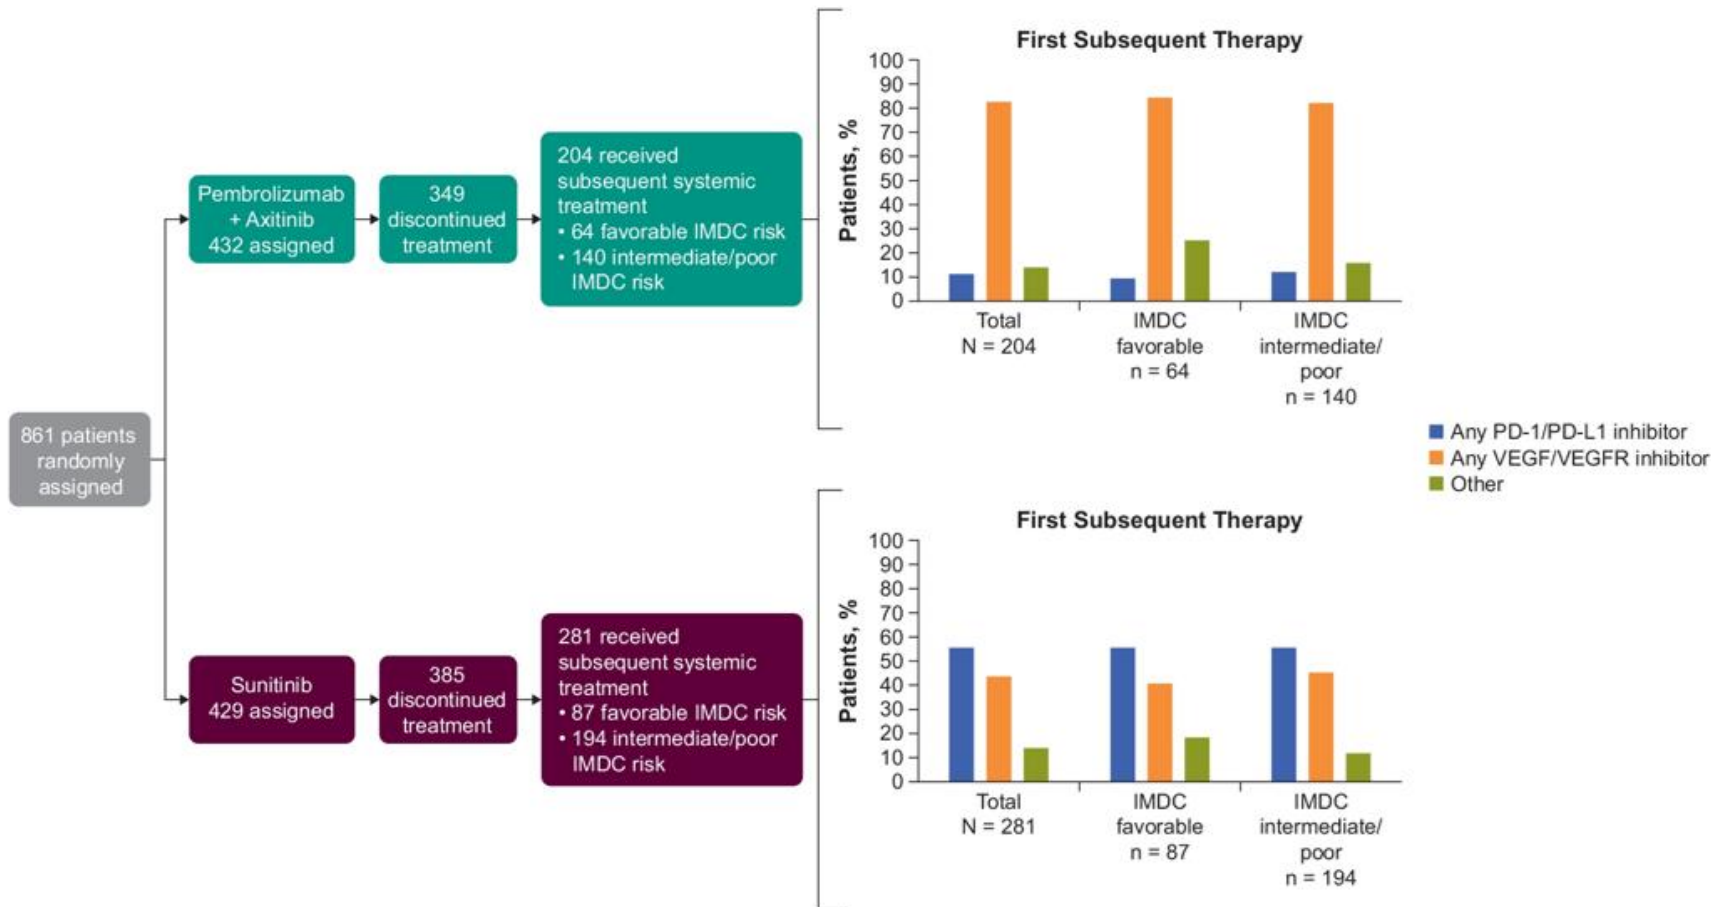 861 patients
randomly
assigned
Pembrolizumab
+ Axitinib
432 assigned
349
discontinued
treatment
204 received
subsequent systemic
treatment
• 64 favorable IMDC risk
• 140 intermediate/poor
IMDC risk
First Subsequent Therapy
Patients, %
100
90
80
70
60
50
40
30
20
10
0
Total
N = 204
IMDC
favorable
n = 64
IMDC
intermediate/
poor
n = 140
Any PD-1/PD-L1 inhibitor
Any VEGF/VEGFR inhibitor
Other
Sunitinib
429 assigned
385
discontinued
treatment
281 received
subsequent systemic
treatment
• 87 favorable IMDC risk
• 194 intermediate/poor
IMDC risk
First Subsequent Therapy
Patients, %
100
90
80
70
60
50
40
30
20
10
0
Total
N = 281
IMDC
favorable
n = 87
IMDC
intermediate/
poor
n = 194